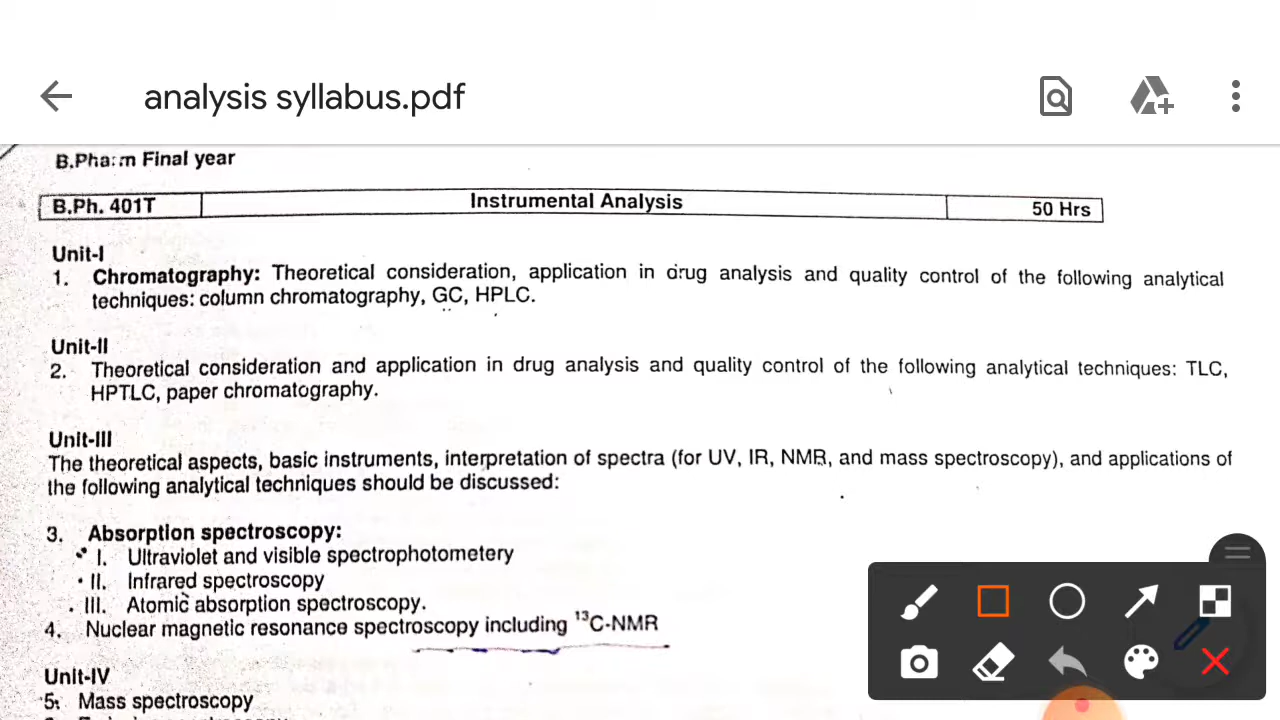 analysis syllabus.pdf
B.Pharm Final year
B.Ph. 401T Instrumental Analysis 50 Hrs
Unit-I
1. Chromatography: Theoretical consideration, application in drug analysis and quality control of the following analytical
techniques: column chromatography, GC, HPLC.
Unit-II
2. Theoretical consideration and application in drug analysis and quality control of the following analytical techniques: TLC,
HPTLC, paper chromatography.
Unit-III
The theoretical aspects, basic instruments, interpretation of spectra (for UV, IR, NMR, and mass spectroscopy), and applications of
the following analytical techniques should be discussed:
3. Absorption spectroscopy:
I. Ultraviolet and visible spectrophotometery
II. Infrared spectroscopy
III. Atomic absorption spectroscopy.
4. Nuclear magnetic resonance spectroscopy including ¹³C-NMR
Unit-IV
5. Mass spectroscopy